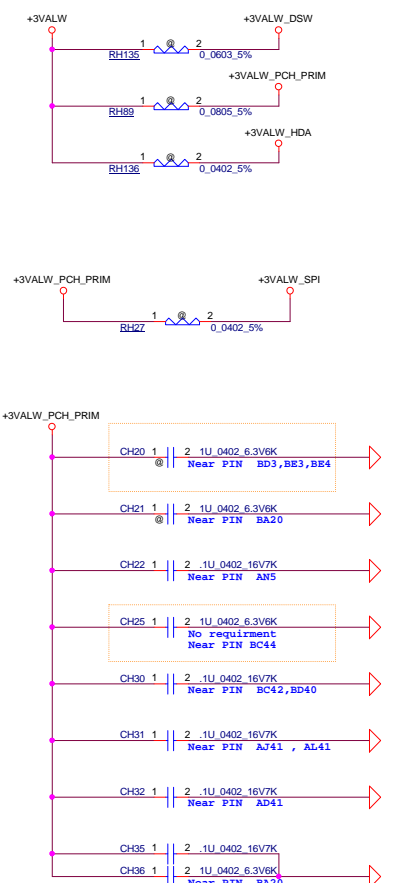 +3VALW +3VALW_DSW
1 @ 2
RH135 0_0603_5%
+3VALW_PCH_PRIM
1 @ 2
RH89 0_0805_5%
+3VALW_HDA
1 @ 2
RH136 0_0402_5%
+3VALW_PCH_PRIM +3VALW_SPI
1 @ 2
RH27 0_0402_5%
+3VALW_PCH_PRIM
CH20 1 2 1U_0402_6.3V6K
@ Near PIN BD3,BE3,BE4
CH21 1 2 1U_0402_6.3V6K
@ Near PIN BA20
CH22 1 2 .1U_0402_16V7K
Near PIN AN5
CH25 1 2 1U_0402_6.3V6K
No requirment
Near PIN BC44
CH30 1 2 .1U_0402_16V7K
Near PIN BC42,BD40
CH31 1 2 .1U_0402_16V7K
Near PIN AJ41 , AL41
CH32 1 2 .1U_0402_16V7K
Near PIN AD41
CH35 1 2 .1U_0402_16V7K
CH36 1 2 1U_0402_6.3V6K
Near PIN BA20